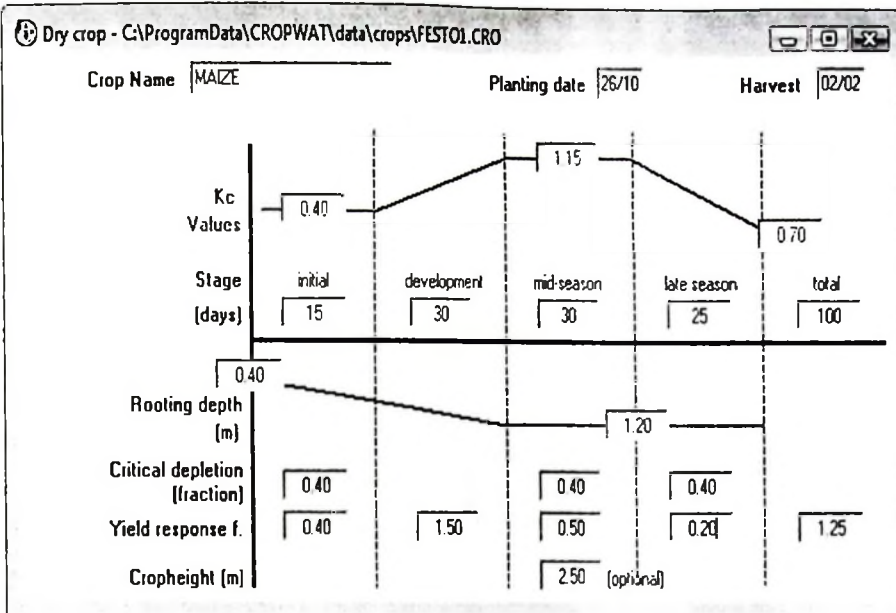 Dry crop - C:\ProgramData\CROPWAT\data\crops\FESTO1.CRO
Crop Name MAIZE Planting date 26/10 Harvest 02/02
1.15
Kc 0.40
Values 0.70
Stage initial development mid-season late season total
(days) 15 30 30 25 100
0.40
Rooting depth
(m) 1.20
Critical depletion
(fraction) 0.40 0.40 0.40
Yield response f. 0.40 1.50 0.50 0.20 1.25
Cropheight (m) 2.50 (optional)